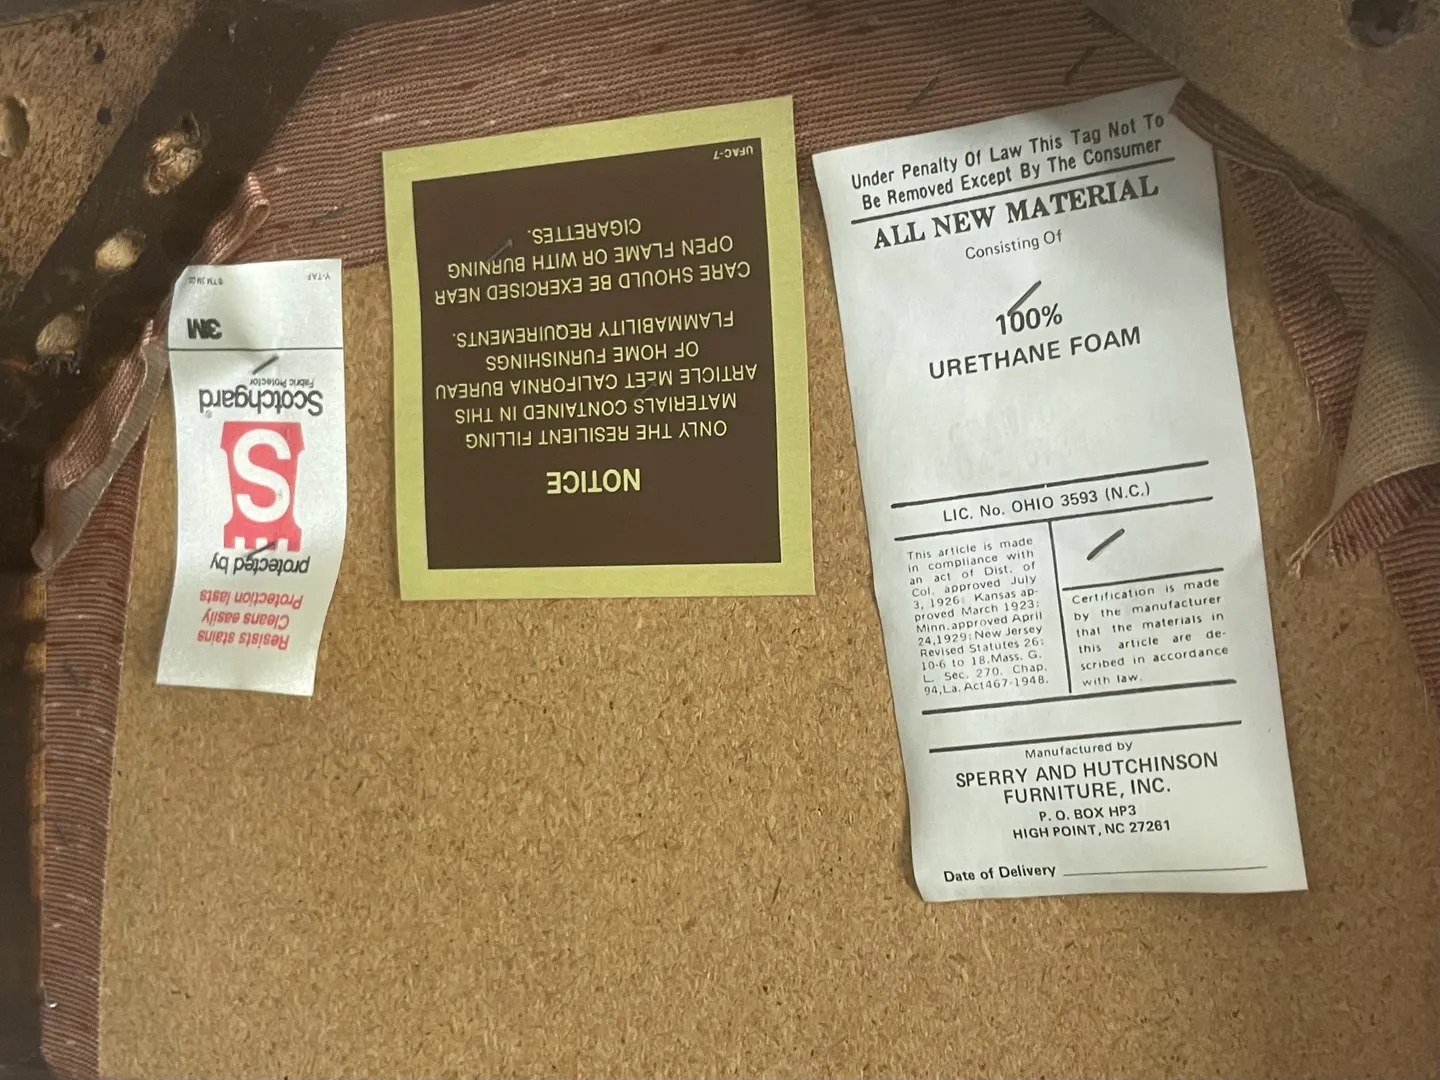 ®TM 3M CO
Y-TAF
3M
Scotchgard®
Fabric Protector
S
protected by
Protection lasts
Cleans easily
Resists stains
UFAC-7
NOTICE
ONLY THE RESILIENT FILLING
MATERIALS CONTAINED IN THIS
ARTICLE MEET CALIFORNIA BUREAU
OF HOME FURNISHINGS
FLAMMABILITY REQUIREMENTS.
CARE SHOULD BE EXERCISED NEAR
OPEN FLAME OR WITH BURNING
CIGARETTES.
Under Penalty Of Law This Tag Not To
Be Removed Except By The Consumer
ALL NEW MATERIAL
Consisting Of
100%
URETHANE FOAM
LIC. No. OHIO 3593 (N.C.)
This article is made
in compliance with
an act of Dist. of
Col. approved July
3, 1926; Kansas ap-
proved March 1923;
Minn. approved April
24,1929; New Jersey
Revised Statutes 26:
10-6 to 18. Mass. G.
L. Sec. 270. Chap.
94, La. Act 467-1948.
Certification is made
by the manufacturer
that the materials in
this article are de-
scribed in accordance
with law.
Manufactured by
SPERRY AND HUTCHINSON
FURNITURE, INC.
P. O. BOX HP3
HIGH POINT, NC 27261
Date of Delivery